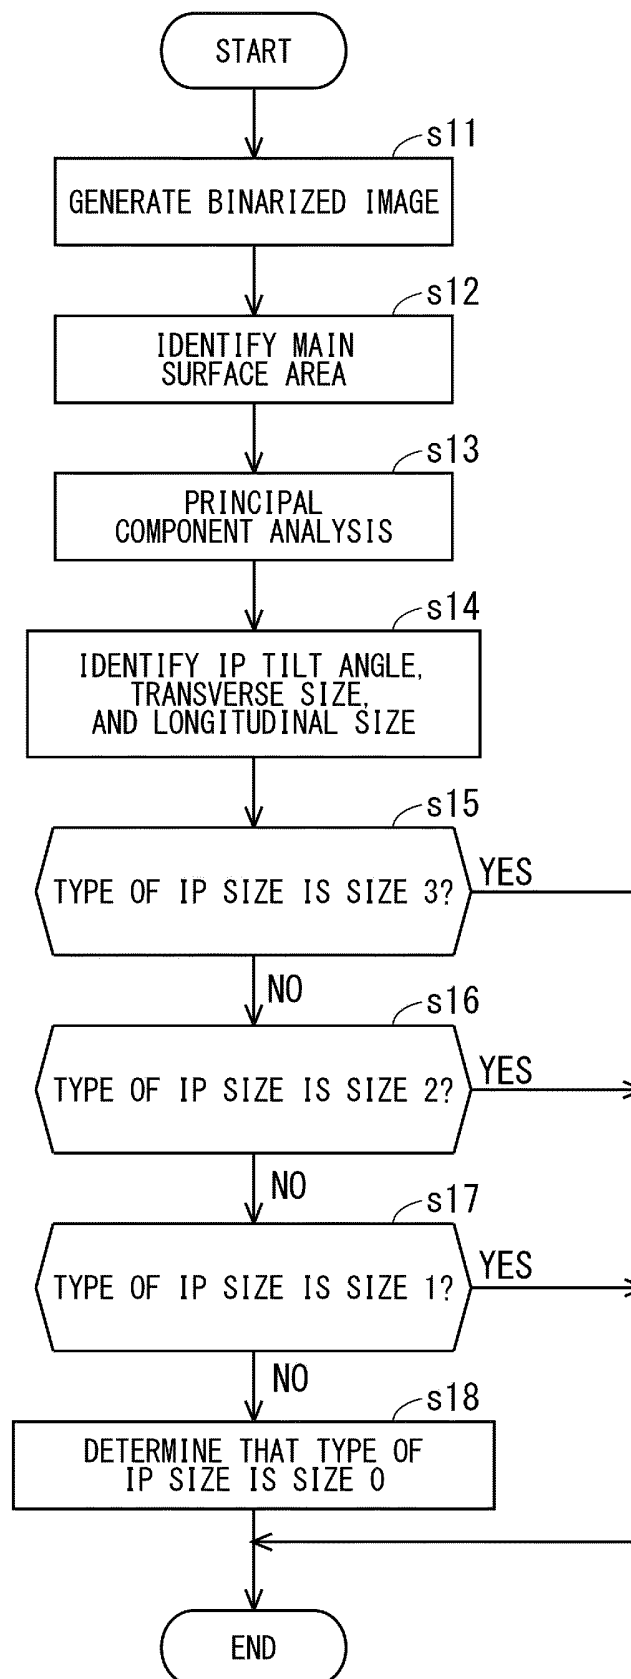 START
s11
GENERATE BINARIZED IMAGE
s12
IDENTIFY MAIN
SURFACE AREA
s13
PRINCIPAL
COMPONENT ANALYSIS
s14
IDENTIFY IP TILT ANGLE,
TRANSVERSE SIZE,
AND LONGITUDINAL SIZE
s15
TYPE OF IP SIZE IS SIZE 3?
YES
NO
s16
TYPE OF IP SIZE IS SIZE 2?
YES
NO
s17
TYPE OF IP SIZE IS SIZE 1?
YES
NO
s18
DETERMINE THAT TYPE OF
IP SIZE IS SIZE 0
END